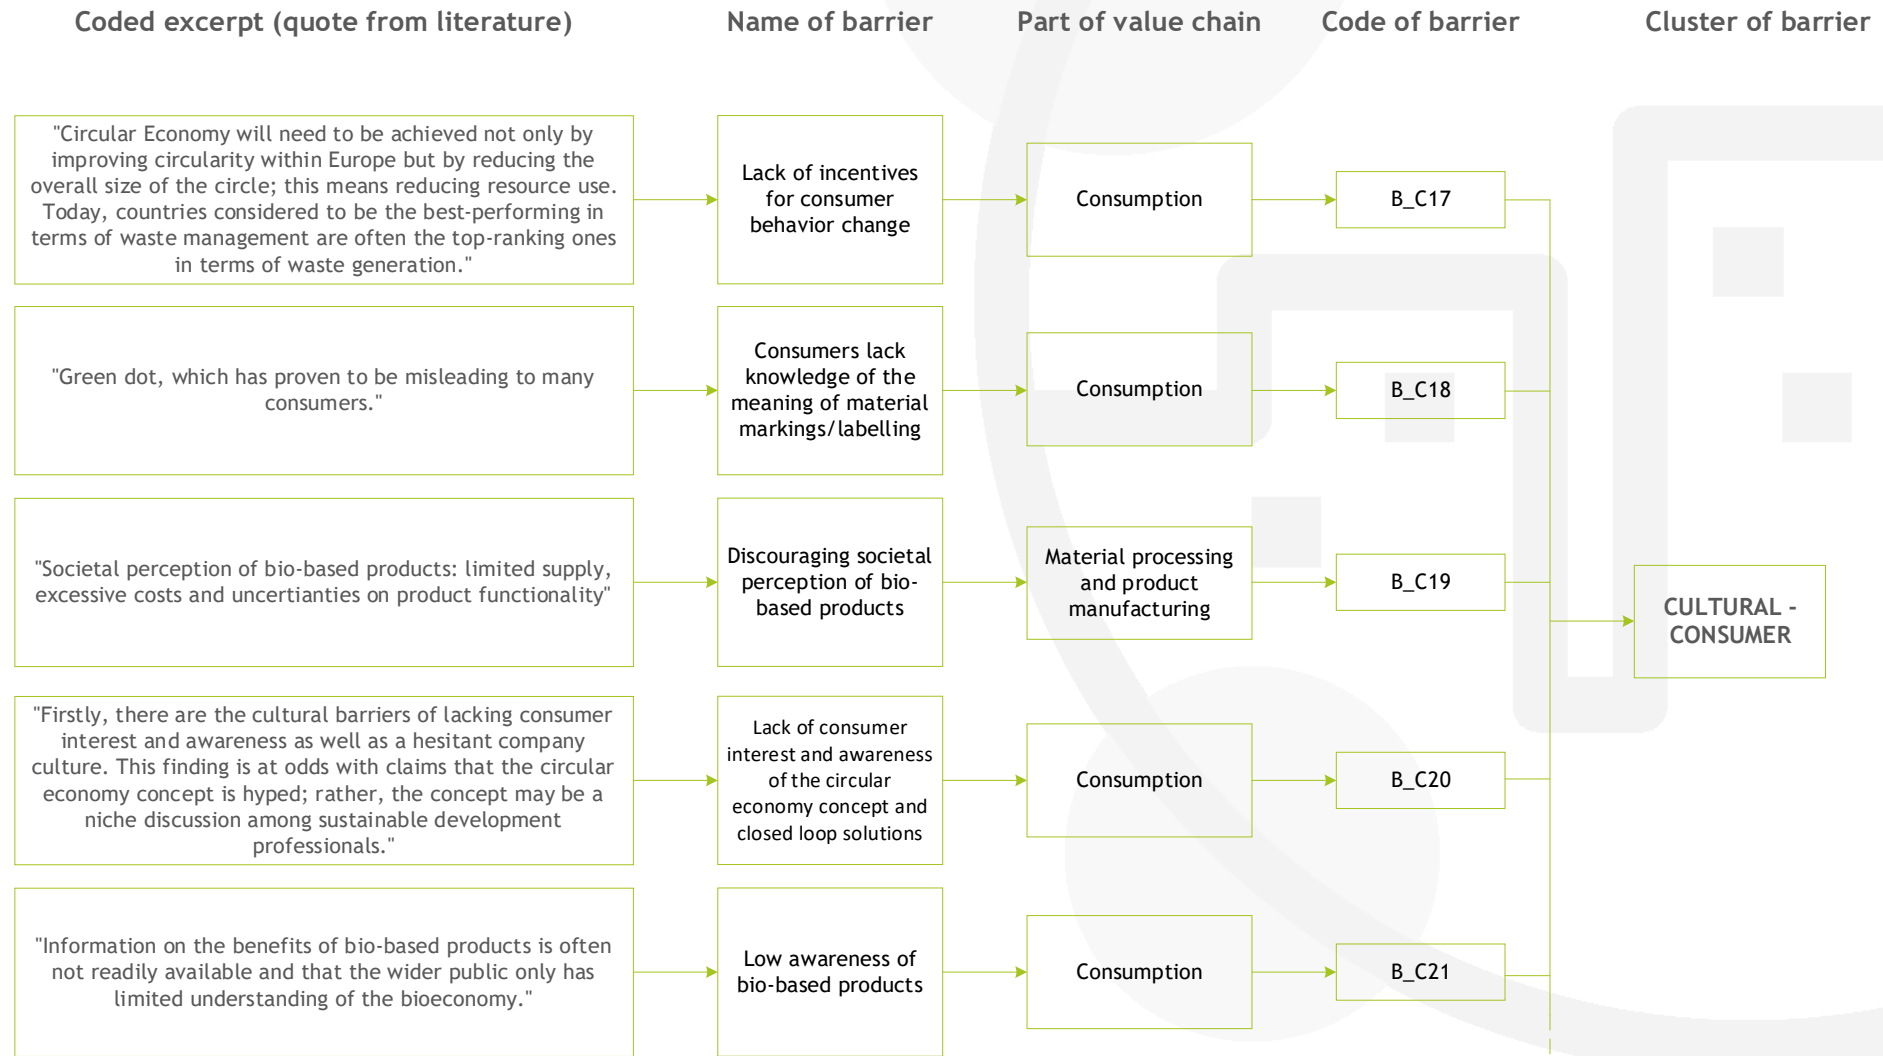 Coded excerpt (quote from literature)
Name of barrier
Part of value chain
Code of barrier
Cluster of barrier
"Circular Economy will need to be achieved not only by
improving circularity within Europe but by reducing the
overall size of the circle; this means reducing resource use.
Today, countries considered to be the best-performing in
terms of waste management are often the top-ranking ones
in terms of waste generation."
Lack of incentives
for consumer
behavior change
Consumption
B_C17
"Green dot, which has proven to be misleading to many
consumers."
Consumers lack
knowledge of the
meaning of material
markings/labelling
Consumption
B_C18
"Societal perception of bio-based products: limited supply,
excessive costs and uncertianties on product functionality"
Discouraging societal
perception of bio-
based products
Material processing
and product
manufacturing
B_C19
CULTURAL -
CONSUMER
"Firstly, there are the cultural barriers of lacking consumer
interest and awareness as well as a hesitant company
culture. This finding is at odds with claims that the circular
economy concept is hyped; rather, the concept may be a
niche discussion among sustainable development
professionals."
Lack of consumer
interest and awareness
of the circular
economy concept and
closed loop solutions
Consumption
B_C20
"Information on the benefits of bio-based products is often
not readily available and that the wider public only has
limited understanding of the bioeconomy."
Low awareness of
bio-based products
Consumption
B_C21